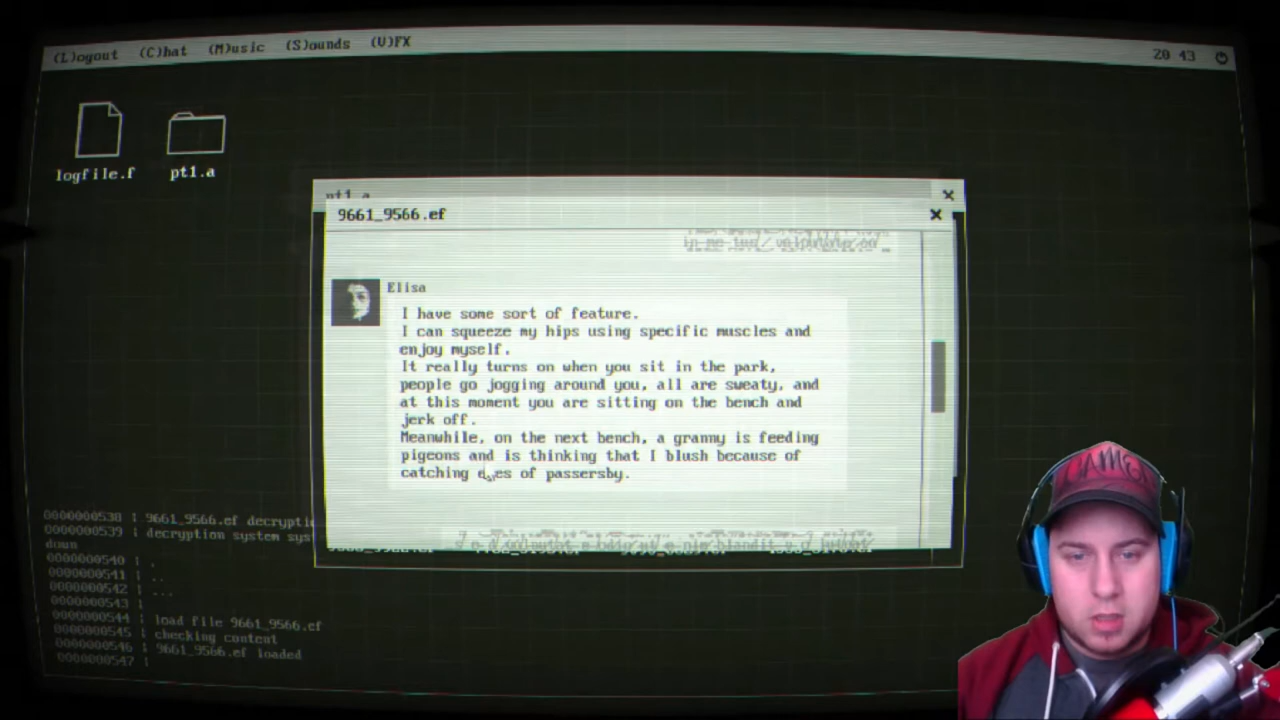 (L)ogout (C)hat (M)usic (S)ounds (V)FX 20 43
logfile.f pt1.a
pt1 a
9661_9566.ef
Elisa
I have some sort of feature.
I can squeeze my hips using specific muscles and
enjoy myself.
It really turns on when you sit in the park,
people go jogging around you, all are sweaty, and
at this moment you are sitting on the bench and
jerk off.
Meanwhile, on the next bench, a granny is feeding
pigeons and is thinking that I blush because of
catching eyes of passersby.
0000000538 | 9661_9566.ef decrypti
0000000539 | decryption system sys
down
0000000540 | .
0000000541 | ..
0000000542 | ...
0000000543 |
0000000544 | load file 9661_9566.ef
0000000545 | checking content
0000000546 | 9661_9566.ef loaded
0000000547 |
GAME